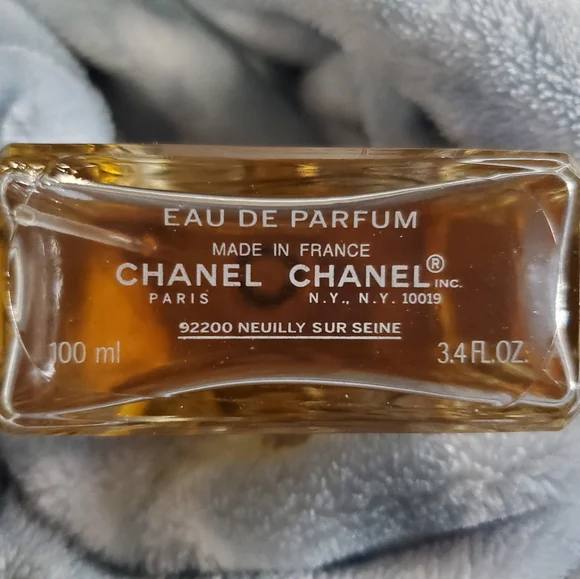 EAU DE PARFUM
MADE IN FRANCE
CHANEL CHANEL® INC.
PARIS N.Y., N.Y. 10019
92200 NEUILLY SUR SEINE
100 ml 3.4 FL.OZ.